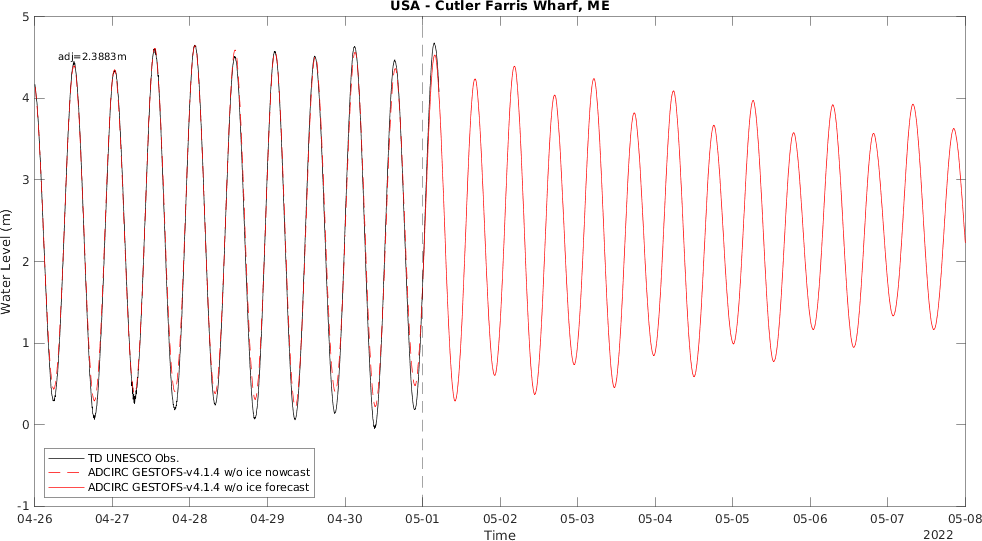 USA - Cutler Farris Wharf, ME
adj=2.3883m
Water Level (m)
5
4
3
2
1
0
-1
TD UNESCO Obs.
ADCIRC GESTOFS-v4.1.4 w/o ice nowcast
ADCIRC GESTOFS-v4.1.4 w/o ice forecast
04-26 04-27 04-28 04-29 04-30 05-01 05-02 05-03 05-04 05-05 05-06 05-07 05-08
Time
2022